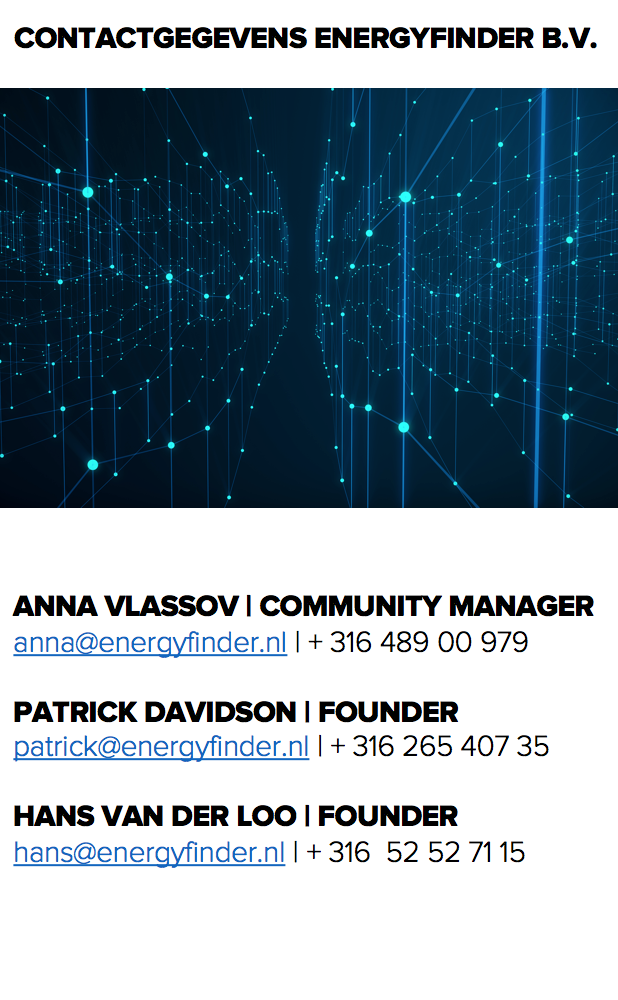 CONTACTGEGEVENS ENERGYFINDER B.V.
ANNA VLASSOV | COMMUNITY MANAGER
anna@energyfinder.nl | + 316 489 00 979
PATRICK DAVIDSON | FOUNDER
patrick@energyfinder.nl | + 316 265 407 35
HANS VAN DER LOO | FOUNDER
hans@energyfinder.nl | + 316  52 52 71 15